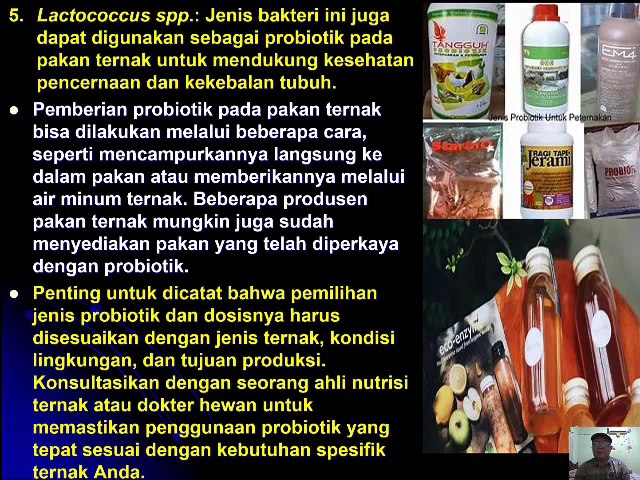 5. Lactococcus spp.: Jenis bakteri ini juga
dapat digunakan sebagai probiotik pada
pakan ternak untuk mendukung kesehatan
pencernaan dan kekebalan tubuh.
Pemberian probiotik pada pakan ternak
bisa dilakukan melalui beberapa cara,
seperti mencampurkannya langsung ke
dalam pakan atau memberikannya melalui
air minum ternak. Beberapa produsen
pakan ternak mungkin juga sudah
menyediakan pakan yang telah diperkaya
dengan probiotik.
Penting untuk dicatat bahwa pemilihan
jenis probiotik dan dosisnya harus
disesuaikan dengan jenis ternak, kondisi
lingkungan, dan tujuan produksi.
Konsultasikan dengan seorang ahli nutrisi
ternak atau dokter hewan untuk
memastikan penggunaan probiotik yang
tepat sesuai dengan kebutuhan spesifik
ternak Anda.
TANGGUH
PROBIOTIK
EM4
Jenis Probiotik Untuk Peternakan
Starbio
TRAGI TAPE
Jerami
eco-enzym